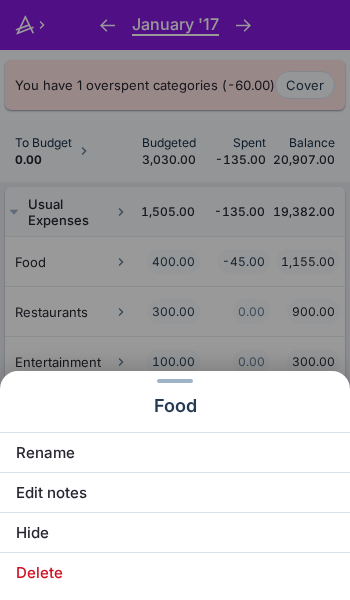 January '17
You have 1 overspent categories (-60.00) Cover
To Budget Budgeted Spent Balance
0.00 3,030.00 -135.00 20,907.00
Usual Expenses 1,505.00 -135.00 19,382.00
Food 400.00 -45.00 1,155.00
Restaurants 300.00 0.00 900.00
Entertainment 100.00 0.00 300.00
Food
Rename
Edit notes
Hide
Delete